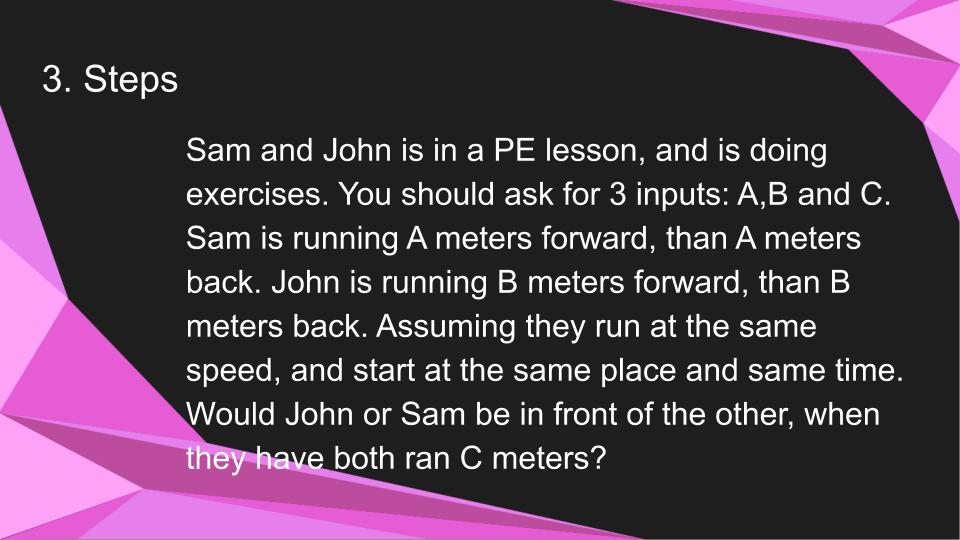 3. Steps
Sam and John is in a PE lesson, and is doing
exercises. You should ask for 3 inputs: A,B and C.
Sam is running A meters forward, than A meters
back. John is running B meters forward, than B
meters back. Assuming they run at the same
speed, and start at the same place and same time.
Would John or Sam be in front of the other, when
they have both ran C meters?